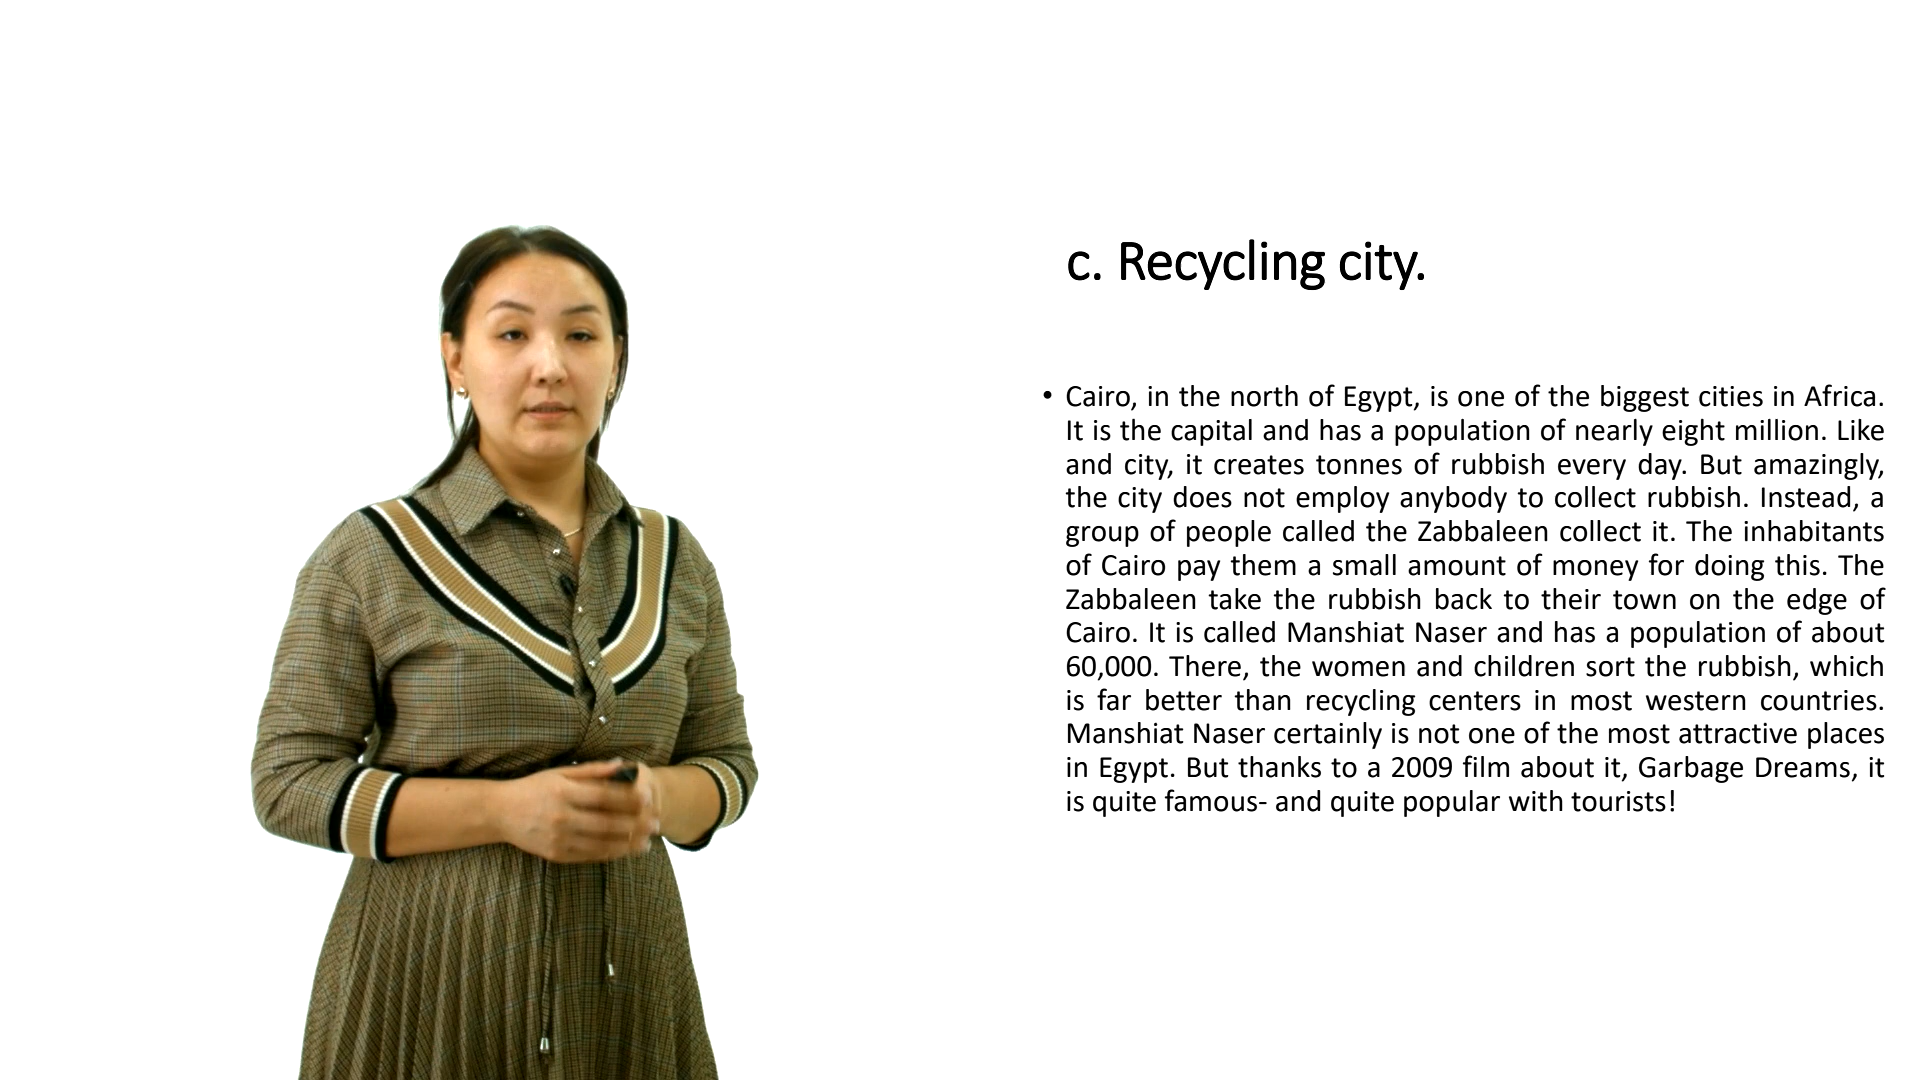 c. Recycling city.
• Cairo, in the north of Egypt, is one of the biggest cities in Africa.
It is the capital and has a population of nearly eight million. Like
and city, it creates tonnes of rubbish every day. But amazingly,
the city does not employ anybody to collect rubbish. Instead, a
group of people called the Zabbaleen collect it. The inhabitants
of Cairo pay them a small amount of money for doing this. The
Zabbaleen take the rubbish back to their town on the edge of
Cairo. It is called Manshiat Naser and has a population of about
60,000. There, the women and children sort the rubbish, which
is far better than recycling centers in most western countries.
Manshiat Naser certainly is not one of the most attractive places
in Egypt. But thanks to a 2009 film about it, Garbage Dreams, it
is quite famous- and quite popular with tourists!